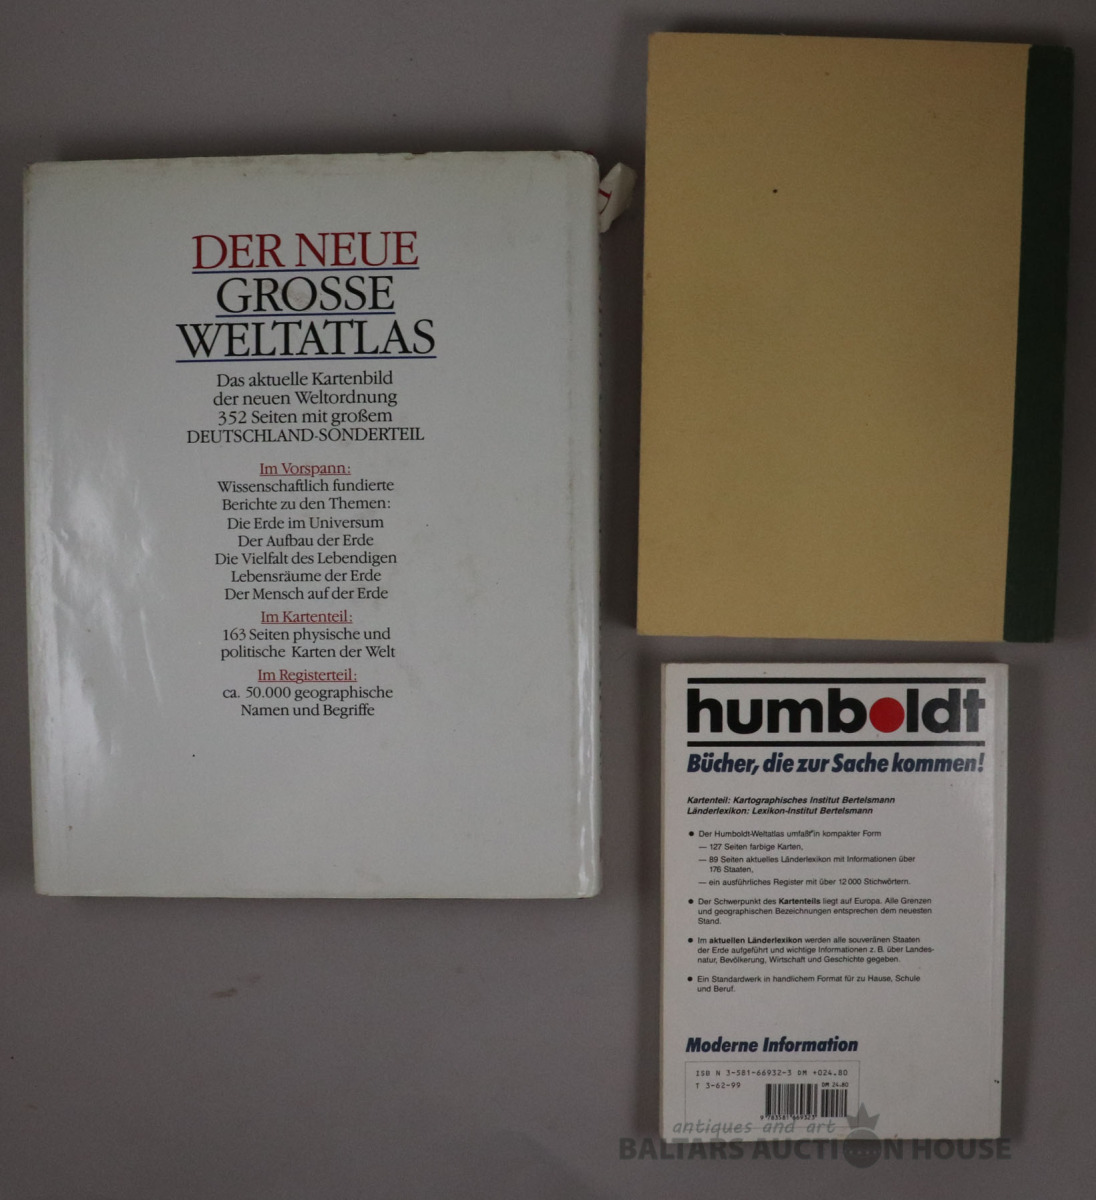 DER NEUE
GROSSE
WELTATLAS
Das aktuelle Kartenbild
der neuen Weltordnung
352 Seiten mit großem
DEUTSCHLAND-SONDERTEIL
Im Vorspann:
Wissenschaftlich fundierte
Berichte zu den Themen:
Die Erde im Universum
Der Aufbau der Erde
Die Vielfalt des Lebendigen
Lebensräume der Erde
Der Mensch auf der Erde
Im Kartenteil:
163 Seiten physische und
politische Karten der Welt
Im Registerteil:
ca. 50.000 geographische
Namen und Begriffe
humboldt
Bücher, die zur Sache kommen!
Kartenteil: Kartographisches Institut Bertelsmann
Länderlexikon: Lexikon-Institut Bertelsmann
● Der Humboldt-Weltatlas umfaßt in kompakter Form
— 127 Seiten farbige Karten,
— 89 Seiten aktuelles Länderlexikon mit Informationen über
176 Staaten,
— ein ausführliches Register mit über 12 000 Stichwörtern.
● Der Schwerpunkt des Kartenteils liegt auf Europa. Alle Grenzen
und geographischen Bezeichnungen entsprechen dem neuesten
Stand.
● Im aktuellen Länderlexikon werden alle souveränen Staaten
der Erde aufgeführt und wichtige Informationen z. B. über Landes-
natur, Bevölkerung, Wirtschaft und Geschichte gegeben.
● Ein Standardwerk in handlichem Format für zu Hause, Schule
und Beruf.
Moderne Information
ISB N 3-581-66932-3 DM +024.80
T 3-62-99
DM 24.80
9 783581 669323
antiques and art
BALTARS AUCTION HOUSE